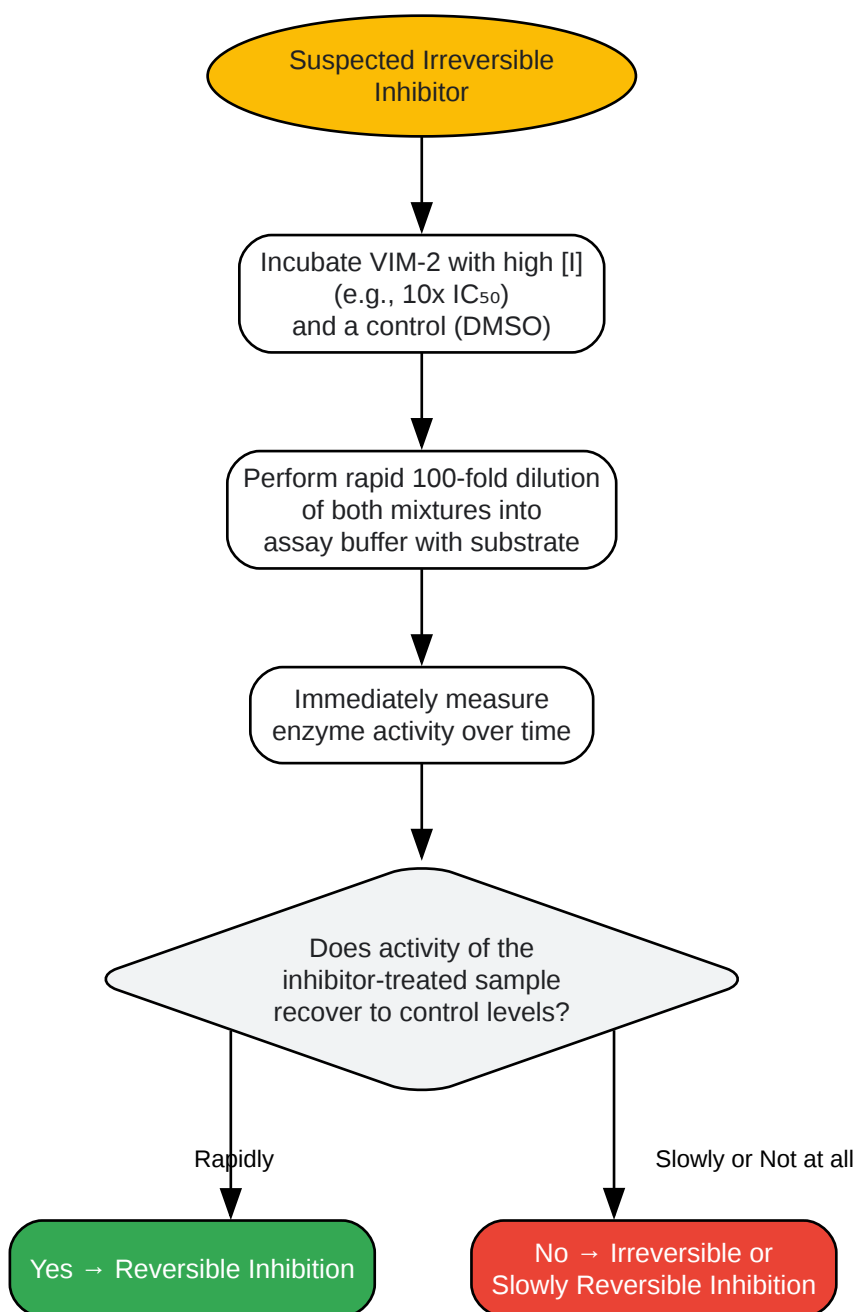 Suspected Irreversible
Inhibitor
Incubate VIM-2 with high [I]
(e.g., 10x IC₅₀)
and a control (DMSO)
Perform rapid 100-fold dilution
of both mixtures into
assay buffer with substrate
Immediately measure
enzyme activity over time
Does activity of the
inhibitor-treated sample
recover to control levels?
Rapidly
Slowly or Not at all
Yes → Reversible Inhibition
No → Irreversible or
Slowly Reversible Inhibition